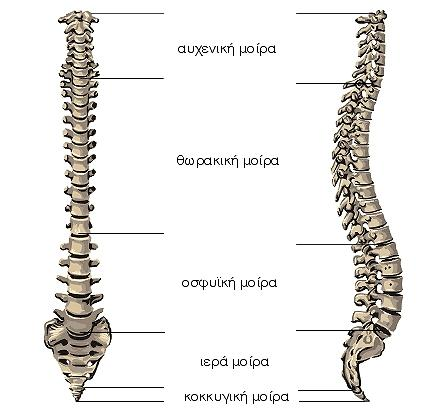 αυχενική μοίρα
θωρακική μοίρα
οσφυϊκή μοίρα
ιερά μοίρα
κοκκυγική μοίρα